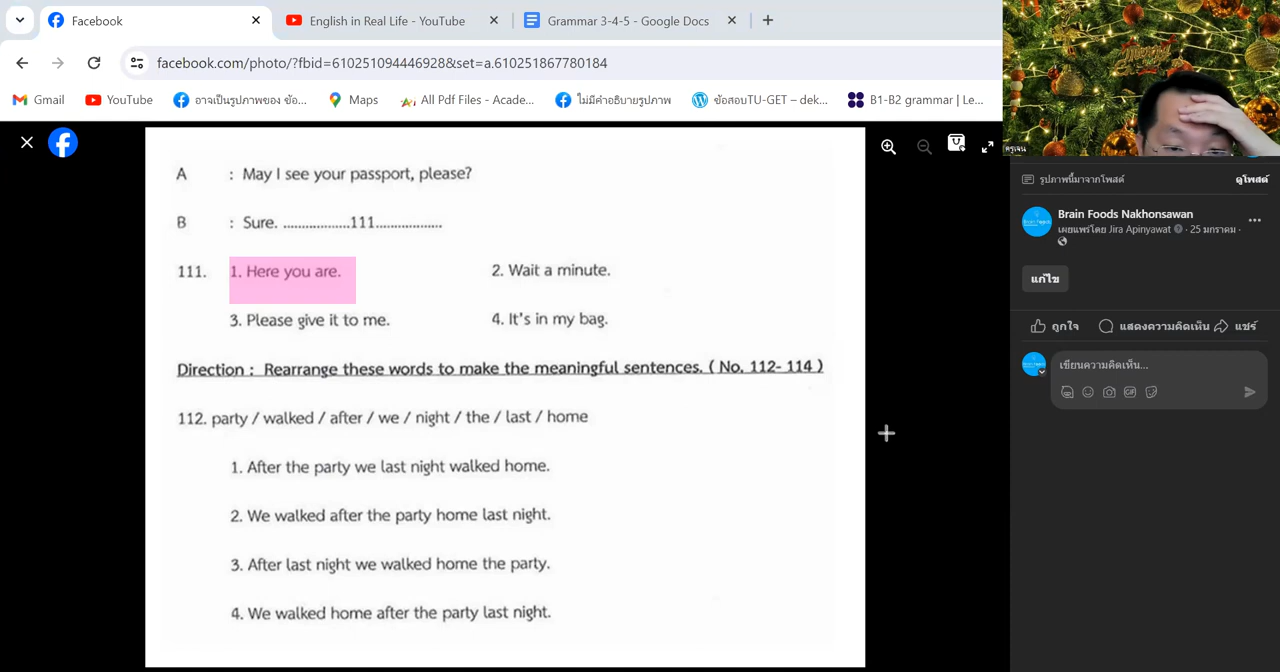 Facebook
English in Real Life - YouTube
Grammar 3-4-5 - Google Docs
facebook.com/photo/?fbid=610251094446928&set=a.610251867780184
Gmail
YouTube
อาจเป็นรูปภาพของ ข้อ...
Maps
All Pdf Files - Acade...
ไม่มีคำอธิบายรูปภาพ
ข้อสอบTU-GET – dek...
B1-B2 grammar | Le...
ครูเจน
A : May I see your passport, please?
B : Sure. .................111.................
111. 1. Here you are. 2. Wait a minute.
3. Please give it to me. 4. It's in my bag.
Direction : Rearrange these words to make the meaningful sentences. ( No. 112- 114 )
112. party / walked / after / we / night / the / last / home
1. After the party we last night walked home.
2. We walked after the party home last night.
3. After last night we walked home the party.
4. We walked home after the party last night.
รูปภาพนี้มาจากโพสต์
ดูโพสต์
Brain Foods Nakhonsawan
เผยแพร่โดย Jira Apinyawat · 25 มกราคม ·
แก้ไข
ถูกใจ
แสดงความคิดเห็น
แชร์
เขียนความคิดเห็น...